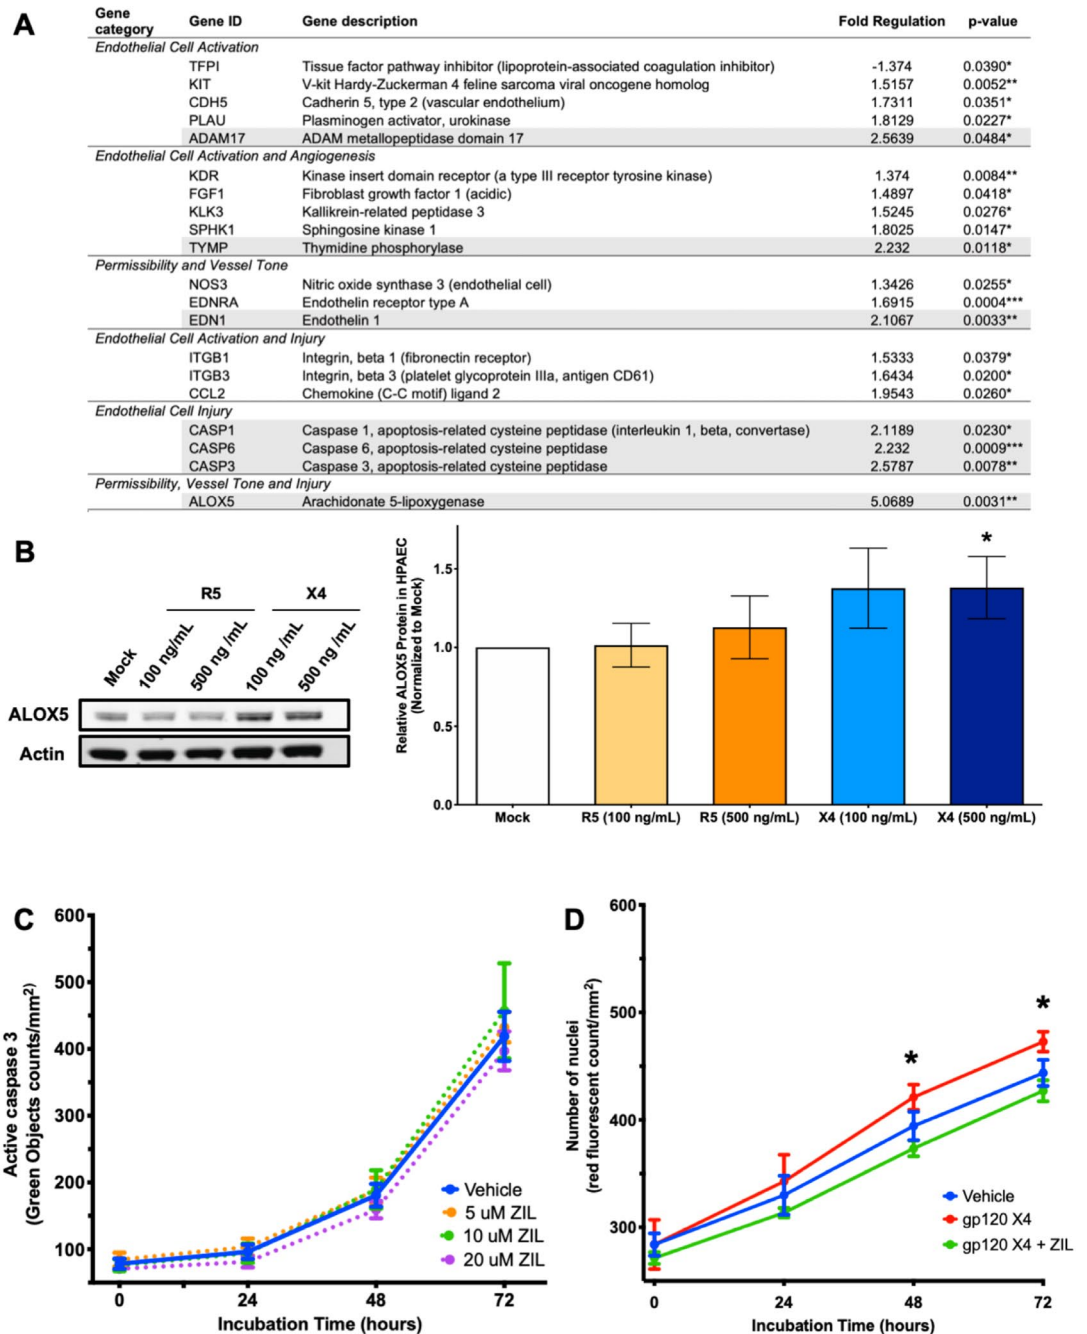 A
Gene category Gene ID Gene description Fold Regulation p-value
Endothelial Cell Activation
TFPI Tissue factor pathway inhibitor (lipoprotein-associated coagulation inhibitor) -1.374 0.0390*
KIT V-kit Hardy-Zuckerman 4 feline sarcoma viral oncogene homolog 1.5157 0.0052**
CDH5 Cadherin 5, type 2 (vascular endothelium) 1.7311 0.0351*
PLAU Plasminogen activator, urokinase 1.8129 0.0227*
ADAM17 ADAM metallopeptidase domain 17 2.5639 0.0484*
Endothelial Cell Activation and Angiogenesis
KDR Kinase insert domain receptor (a type III receptor tyrosine kinase) 1.374 0.0084**
FGF1 Fibroblast growth factor 1 (acidic) 1.4897 0.0418*
KLK3 Kallikrein-related peptidase 3 1.5245 0.0276*
SPHK1 Sphingosine kinase 1 1.8025 0.0147*
TYMP Thymidine phosphorylase 2.232 0.0118*
Permissibility and Vessel Tone
NOS3 Nitric oxide synthase 3 (endothelial cell) 1.3426 0.0255*
EDNRA Endothelin receptor type A 1.6915 0.0004***
EDN1 Endothelin 1 2.1067 0.0033**
Endothelial Cell Activation and Injury
ITGB1 Integrin, beta 1 (fibronectin receptor) 1.5333 0.0379*
ITGB3 Integrin, beta 3 (platelet glycoprotein IIIa, antigen CD61) 1.6434 0.0200*
CCL2 Chemokine (C-C motif) ligand 2 1.9543 0.0260*
Endothelial Cell Injury
CASP1 Caspase 1, apoptosis-related cysteine peptidase (interleukin 1, beta, convertase) 2.1189 0.0230*
CASP6 Caspase 6, apoptosis-related cysteine peptidase 2.232 0.0009***
CASP3 Caspase 3, apoptosis-related cysteine peptidase 2.5787 0.0078**
Permissibility, Vessel Tone and Injury
ALOX5 Arachidonate 5-lipoxygenase 5.0689 0.0031**
B
R5 X4
Mock
100 ng/mL
500 ng /mL
100 ng /mL
500 ng /mL
ALOX5
Actin
Relative ALOX5 Protein in HPAEC
(Normalized to Mock)
1.5
1.0
0.5
0.0
*
Mock R5 (100 ng/mL) R5 (500 ng/mL) X4 (100 ng/mL) X4 (500 ng/mL)
C
Active caspase 3
(Green Objects counts/mm²)
600
500
400
300
200
100
Vehicle
5 uM ZIL
10 uM ZIL
20 uM ZIL
0 24 48 72
Incubation Time (hours)
D
Number of nuclei
(red fluorescent count/mm²)
600
500
400
300
*
*
Vehicle
gp120 X4
gp120 X4 + ZIL
0 24 48 72
Incubation Time (hours)